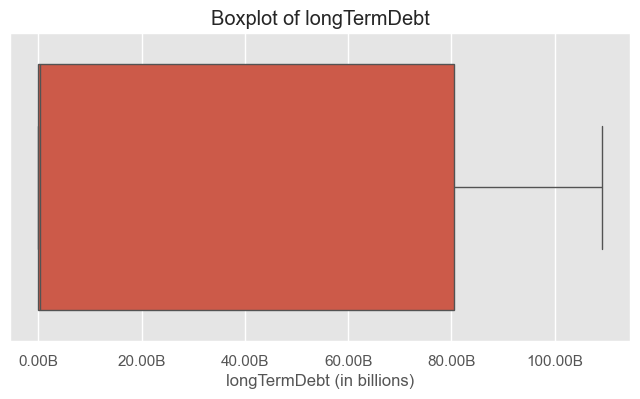 Boxplot of longTermDebt
0.00B 20.00B 40.00B 60.00B 80.00B 100.00B
longTermDebt (in billions)